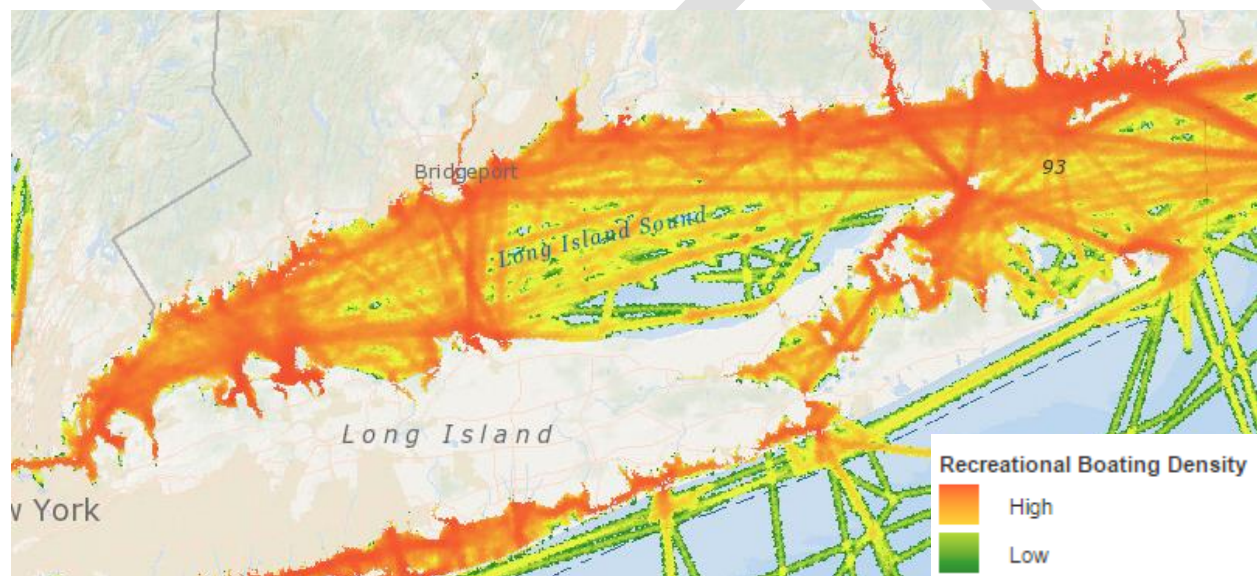 Bridgeport
93
Long Island Sound
Long Island
w York
Recreational Boating Density
High
Low